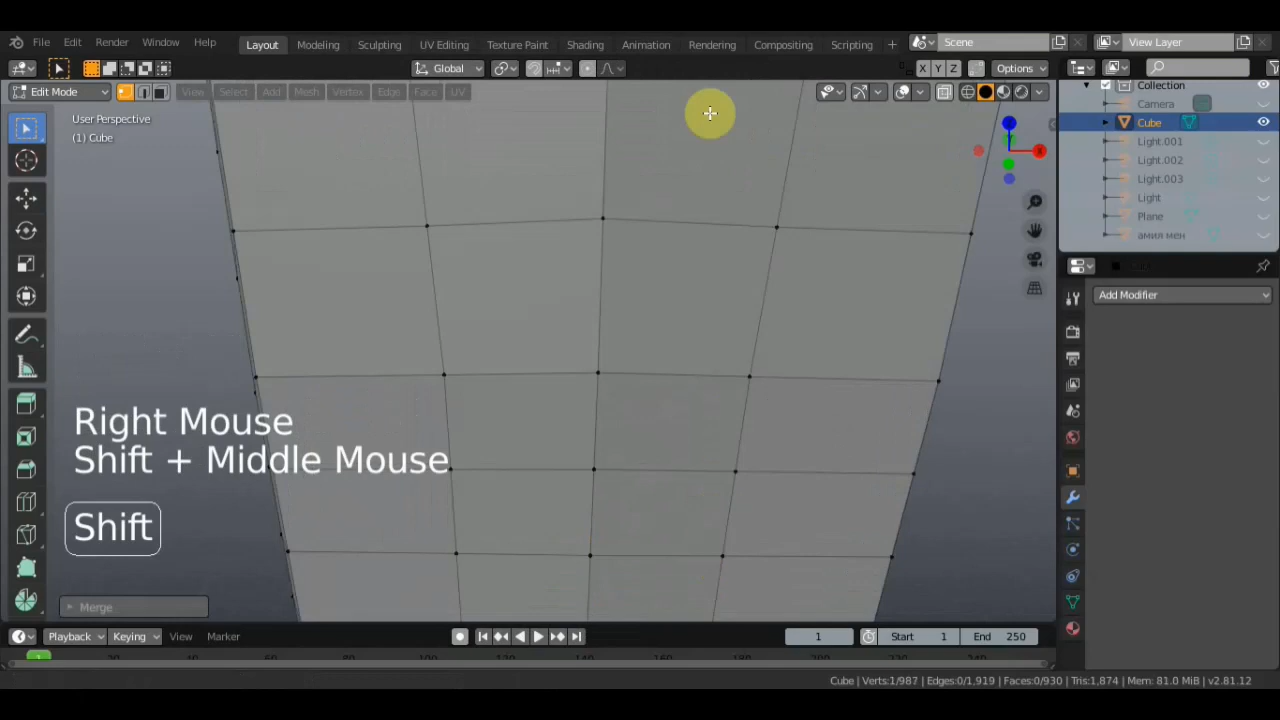 File Edit Render Window Help Layout Modeling Sculpting UV Editing Texture Paint Shading Animation Rendering Compositing Scripting + Scene View Layer
Global X Y Z Options
Edit Mode View Select Add Mesh Vertex Edge Face UV
User Perspective
(1) Cube
Collection
Camera
Cube
Light.001
Light.002
Light.003
Light
Plane
амил мен
Add Modifier
Right Mouse
Shift + Middle Mouse
Shift
Merge
Playback Keying View Marker 1 Start 1 End 250
1
Cube | Verts:1/987 | Edges:0/1,919 | Faces:0/930 | Tris:1,874 | Mem: 81.0 MiB | v2.81.12